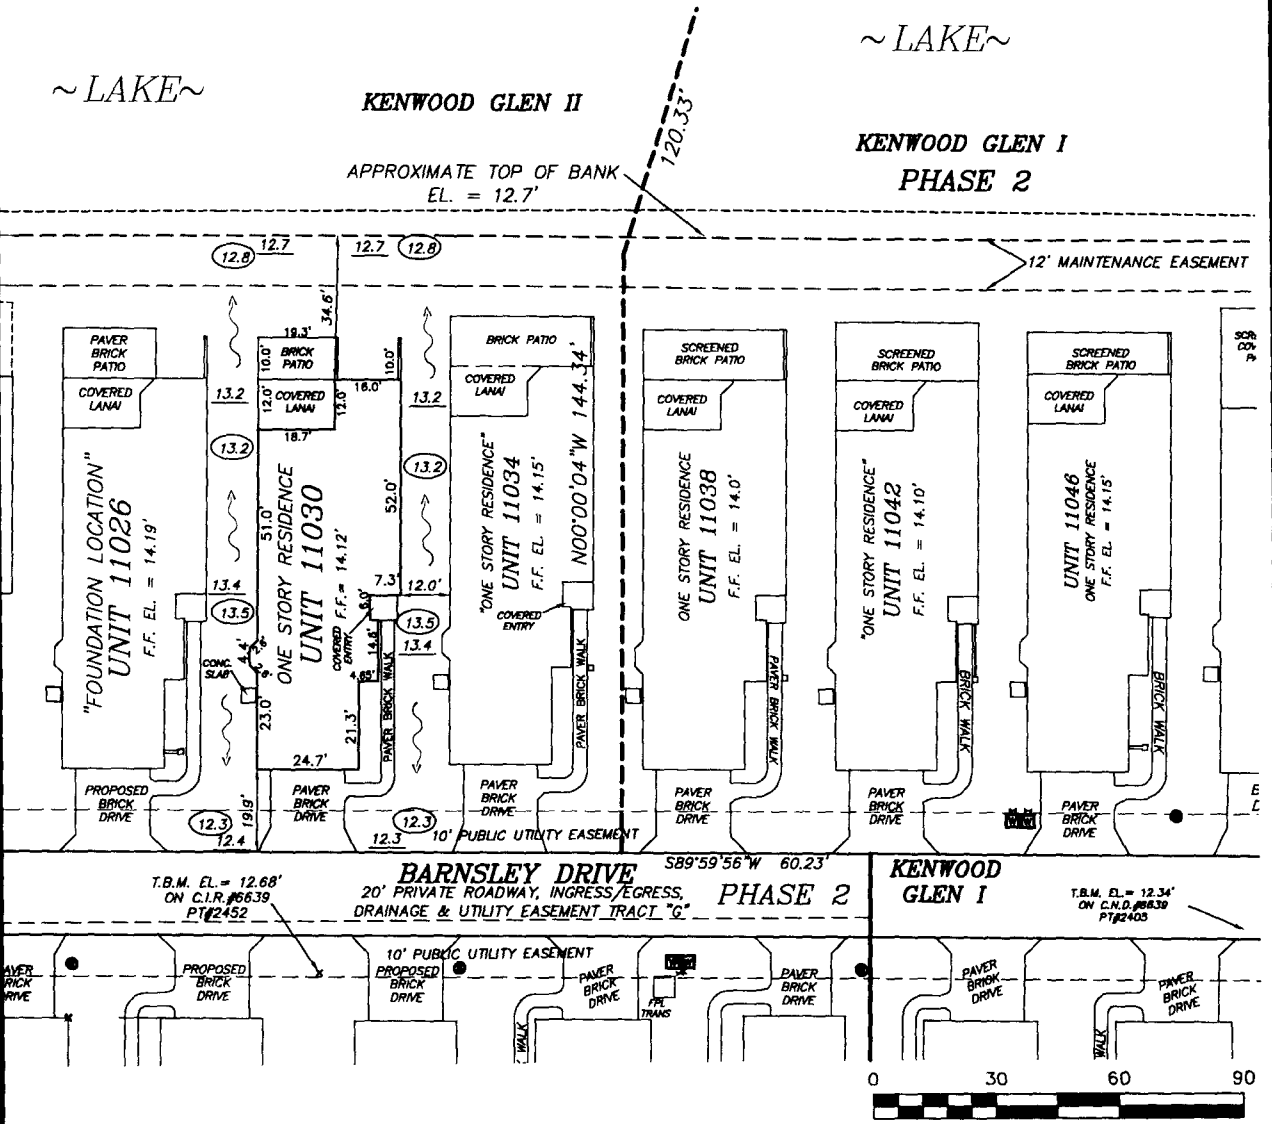 ~LAKE~
~LAKE~
KENWOOD GLEN II
120.33'
KENWOOD GLEN I
PHASE 2
APPROXIMATE TOP OF BANK
EL. = 12.7'
12.8
12.7
12.7
12.8
12' MAINTENANCE EASEMENT
34.6'
PAVER
BRICK
PATIO
19.3'
10.0'
BRICK
PATIO
10.0'
BRICK PATIO
SCREENED
BRICK PATIO
SCREENED
BRICK PATIO
SCREENED
BRICK PATIO
COVERED
LANAI
13.2
12.0'
COVERED
LANAI
12.0'
16.0'
13.2
COVERED
LANAI
COVERED
LANAI
COVERED
LANAI
COVERED
LANAI
18.7'
13.2
13.2
N00°00'04"W 144.34'
"FOUNDATION LOCATION"
UNIT 11026
F.F. EL. = 14.19'
51.0'
ONE STORY RESIDENCE
UNIT 11030
F.F. = 14.12'
52.0'
"ONE STORY RESIDENCE"
UNIT 11034
F.F. EL. = 14.15'
ONE STORY RESIDENCE
UNIT 11038
F.F. EL. = 14.0'
"ONE STORY RESIDENCE"
UNIT 11042
F.F. EL. = 14.10'
UNIT 11046
ONE STORY RESIDENCE
F.F. EL. = 14.15'
13.4
13.5
7.3'
12.0'
6.0'
13.5
13.4
COVERED
ENTRY
COVERED
ENTRY
4.4'
2.6'
2.6'
14.6'
4.65'
CONC.
SLAB
23.0'
21.3'
24.7'
PAVER BRICK WALK
PAVER BRICK WALK
PAVER BRICK WALK
BRICK WALK
BRICK WALK
PROPOSED
BRICK
DRIVE
PAVER
BRICK
DRIVE
PAVER
BRICK
DRIVE
PAVER
BRICK
DRIVE
PAVER
BRICK
DRIVE
PAVER
BRICK
DRIVE
19.9'
12.3
12.4
12.3
12.3
10' PUBLIC UTILITY EASEMENT
BARNSLEY DRIVE
S89°59'56"W 60.23'
20' PRIVATE ROADWAY, INGRESS/EGRESS,
DRAINAGE & UTILITY EASEMENT TRACT "G"
PHASE 2
KENWOOD
GLEN I
T.B.M. EL.= 12.68'
ON C.I.R.#6639
PT#2452
T.B.M. EL.= 12.34'
ON C.N.D.#6639
PT#2405
10' PUBLIC UTILITY EASEMENT
AVER
RICK
RIVE
PROPOSED
BRICK
DRIVE
PROPOSED
BRICK
DRIVE
PAVER
BRICK
DRIVE
FPL
TRANS
PAVER
BRICK
DRIVE
PAVER
BRICK
DRIVE
PAVER
BRICK
DRIVE
WALK
WALK
0 30 60 90